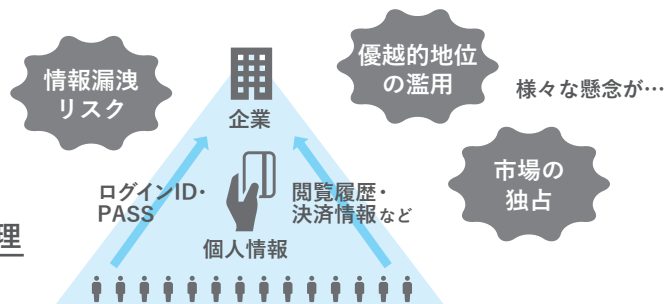 情報漏洩
リスク
企業
優越的地位
の濫用
様々な懸念が…
市場の
独占
ログインID・
PASS
閲覧履歴・
決済情報など
個人情報
理